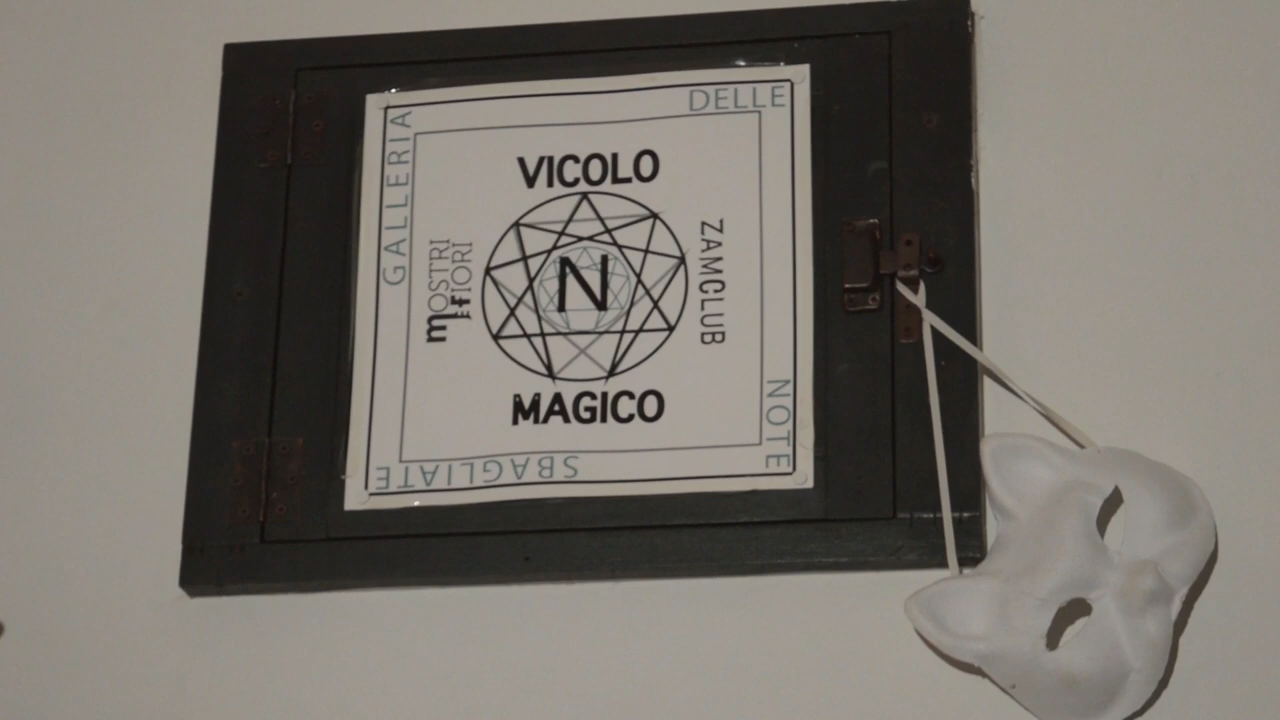 GALLERIA
DELLE
NOTE
SBAGLIATE
VICOLO
N
MAGICO
mOSTRI
E fIORI
ZAMCLUB